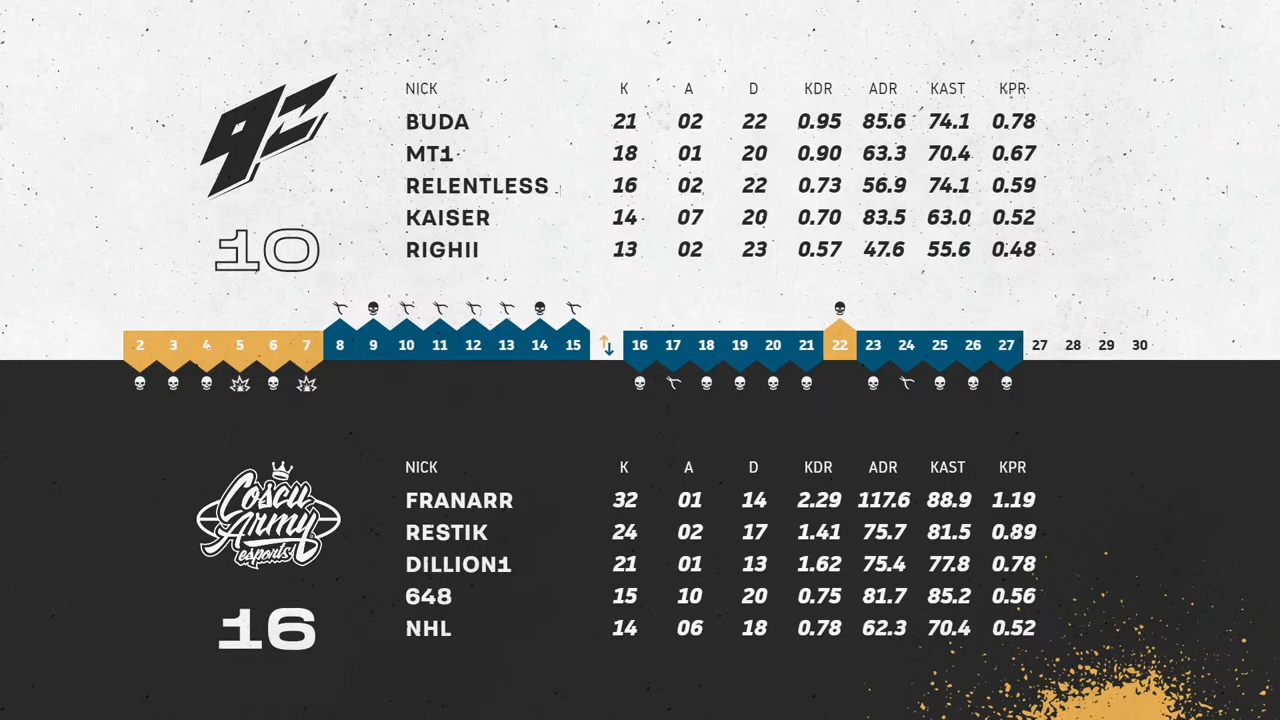 9Z
10
NICK K A D KDR ADR KAST KPR
BUDA 21 02 22 0.95 85.6 74.1 0.78
MT1 18 01 20 0.90 63.3 70.4 0.67
RELENTLESS 16 02 22 0.73 56.9 74.1 0.59
KAISER 14 07 20 0.70 83.5 63.0 0.52
RIGHII 13 02 23 0.57 47.6 55.6 0.48
2 3 4 5 6 7 8 9 10 11 12 13 14 15 16 17 18 19 20 21 22 23 24 25 26 27 27 28 29 30
Coscu
Army
esports
16
NICK K A D KDR ADR KAST KPR
FRANARR 32 01 14 2.29 117.6 88.9 1.19
RESTIK 24 02 17 1.41 75.7 81.5 0.89
DILLION1 21 01 13 1.62 75.4 77.8 0.78
648 15 10 20 0.75 81.7 85.2 0.56
NHL 14 06 18 0.78 62.3 70.4 0.52